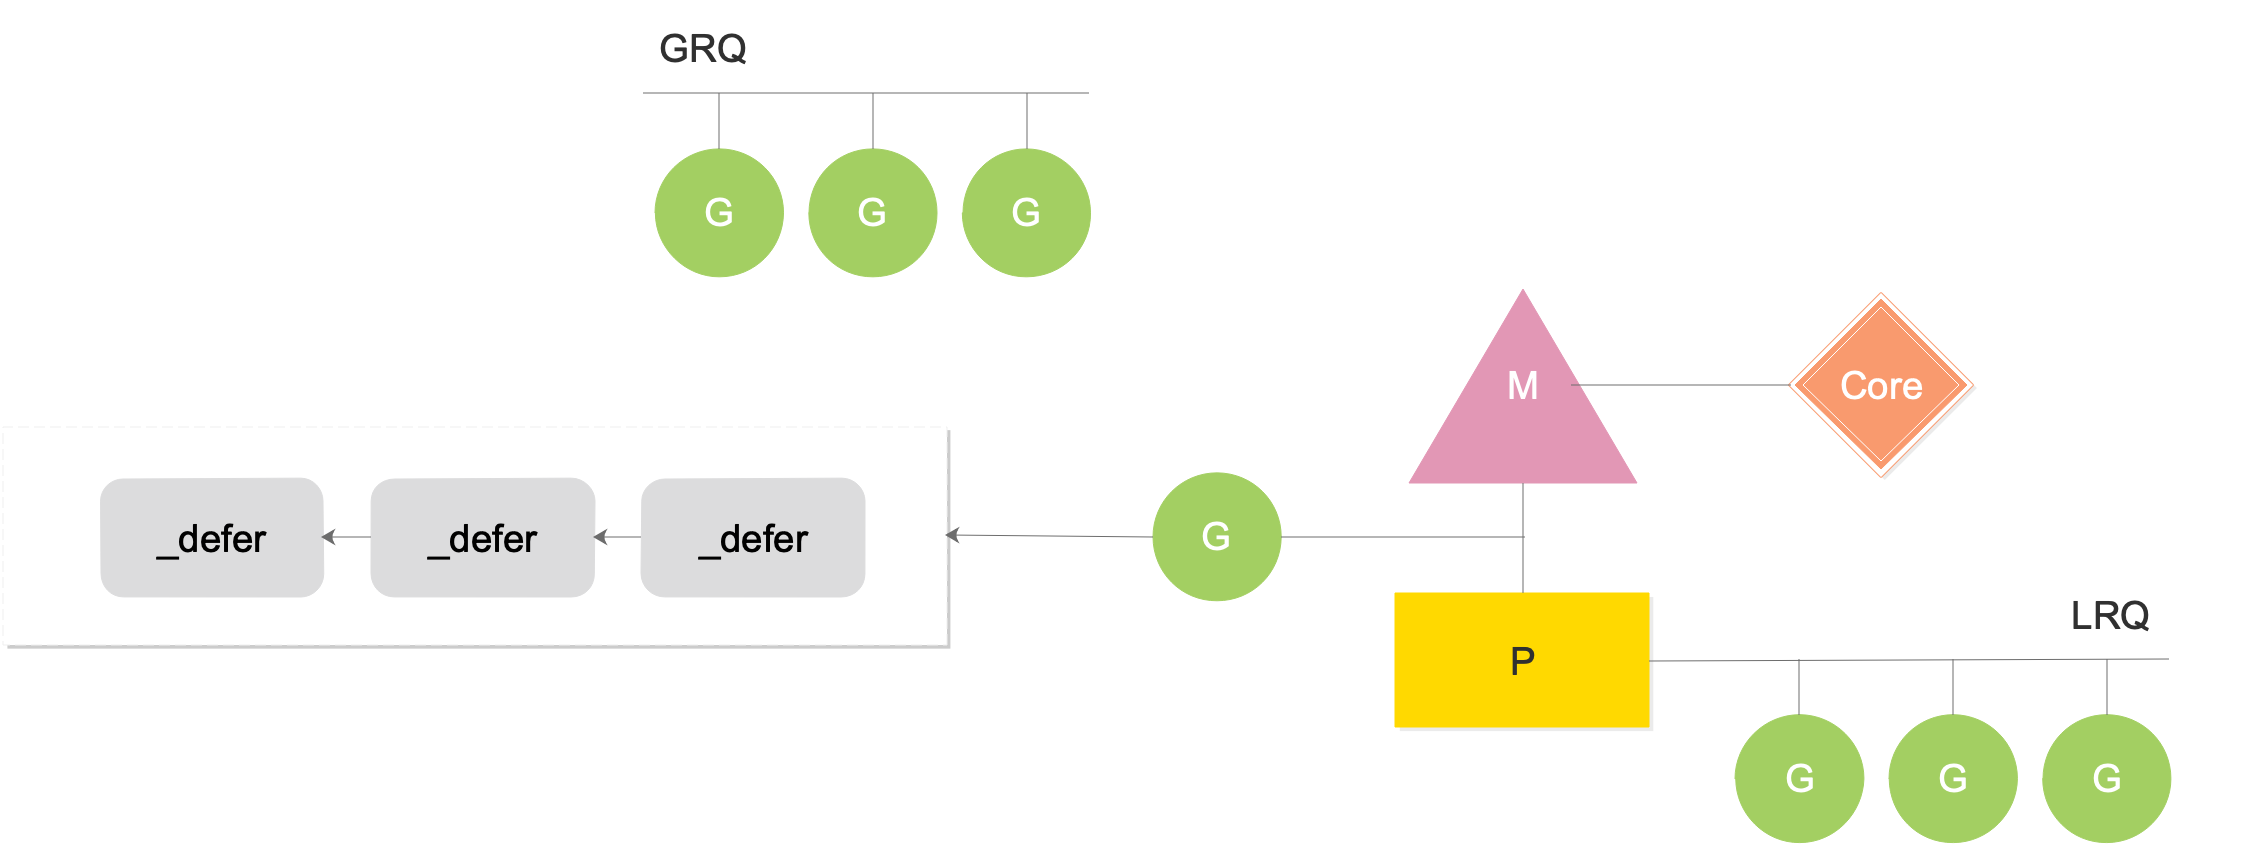 GRQ
G G G
M
Core
_defer _defer _defer
G
LRQ
P
G G G